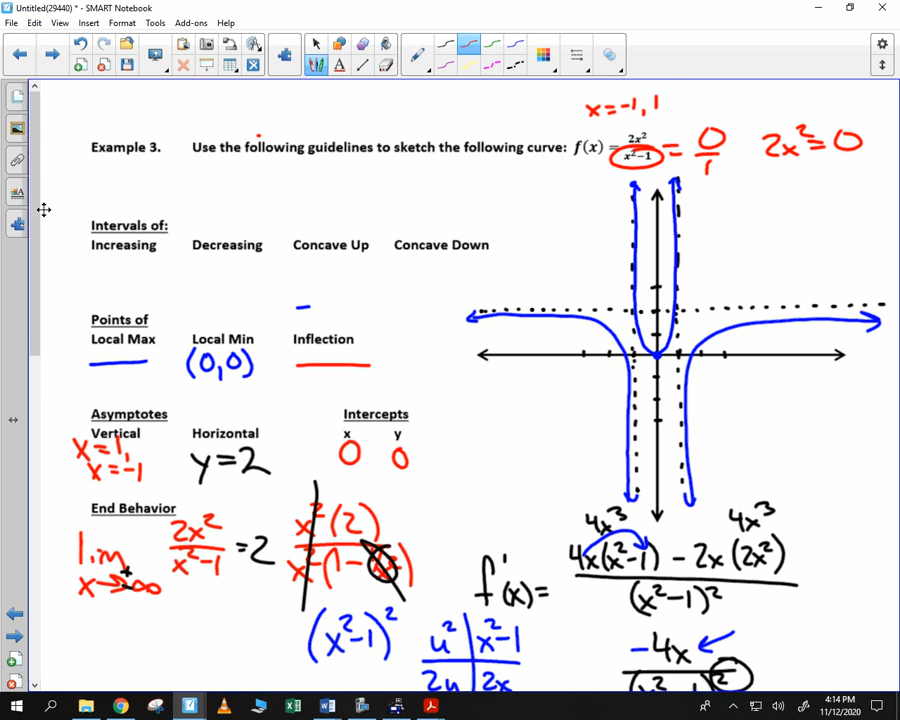 Untitled(29440) * - SMART Notebook
File Edit View Insert Format Tools Add-ons Help
x = -1, 1
Example 3. Use the following guidelines to sketch the following curve: f(x) = 2x²/x²-1 = 0/1 2x² = 0
Intervals of:
Increasing Decreasing Concave Up Concave Down
Points of
Local Max Local Min Inflection
(0,0)
Asymptotes Intercepts
Vertical Horizontal x y
x = 1, x = -1 y = 2 0 0
End Behavior
lim x→±∞ 2x²/x²-1 = 2
x²(2)
4x³ 4x³
f'(x) = 4x(x²-1) - 2x(2x²)/(x²-1)²
(x²-1)² u² x²-1
2u 2x
-4x
4:14 PM
11/12/2020